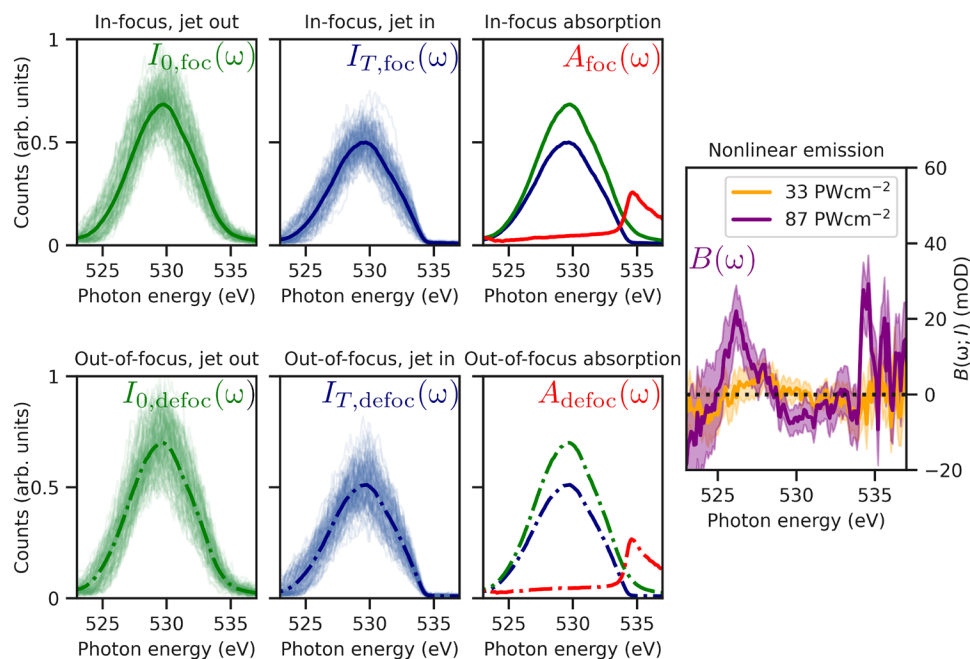 In-focus, jet out
In-focus, jet in
In-focus absorption
I0,foc(ω)
IT,foc(ω)
Afoc(ω)
Counts (arb. units)
1
0.5
0
525 530 535
525 530 535
525 530 535
Photon energy (eV)
Photon energy (eV)
Photon energy (eV)
Nonlinear emission
33 PWcm−2
87 PWcm−2
B(ω)
60
40
20
0
−20
B(ω; I) (mOD)
525 530 535
Photon energy (eV)
Out-of-focus, jet out
Out-of-focus, jet in
Out-of-focus absorption
I0,defoc(ω)
IT,defoc(ω)
Adefoc(ω)
Counts (arb. units)
1
0.5
0
525 530 535
525 530 535
525 530 535
Photon energy (eV)
Photon energy (eV)
Photon energy (eV)